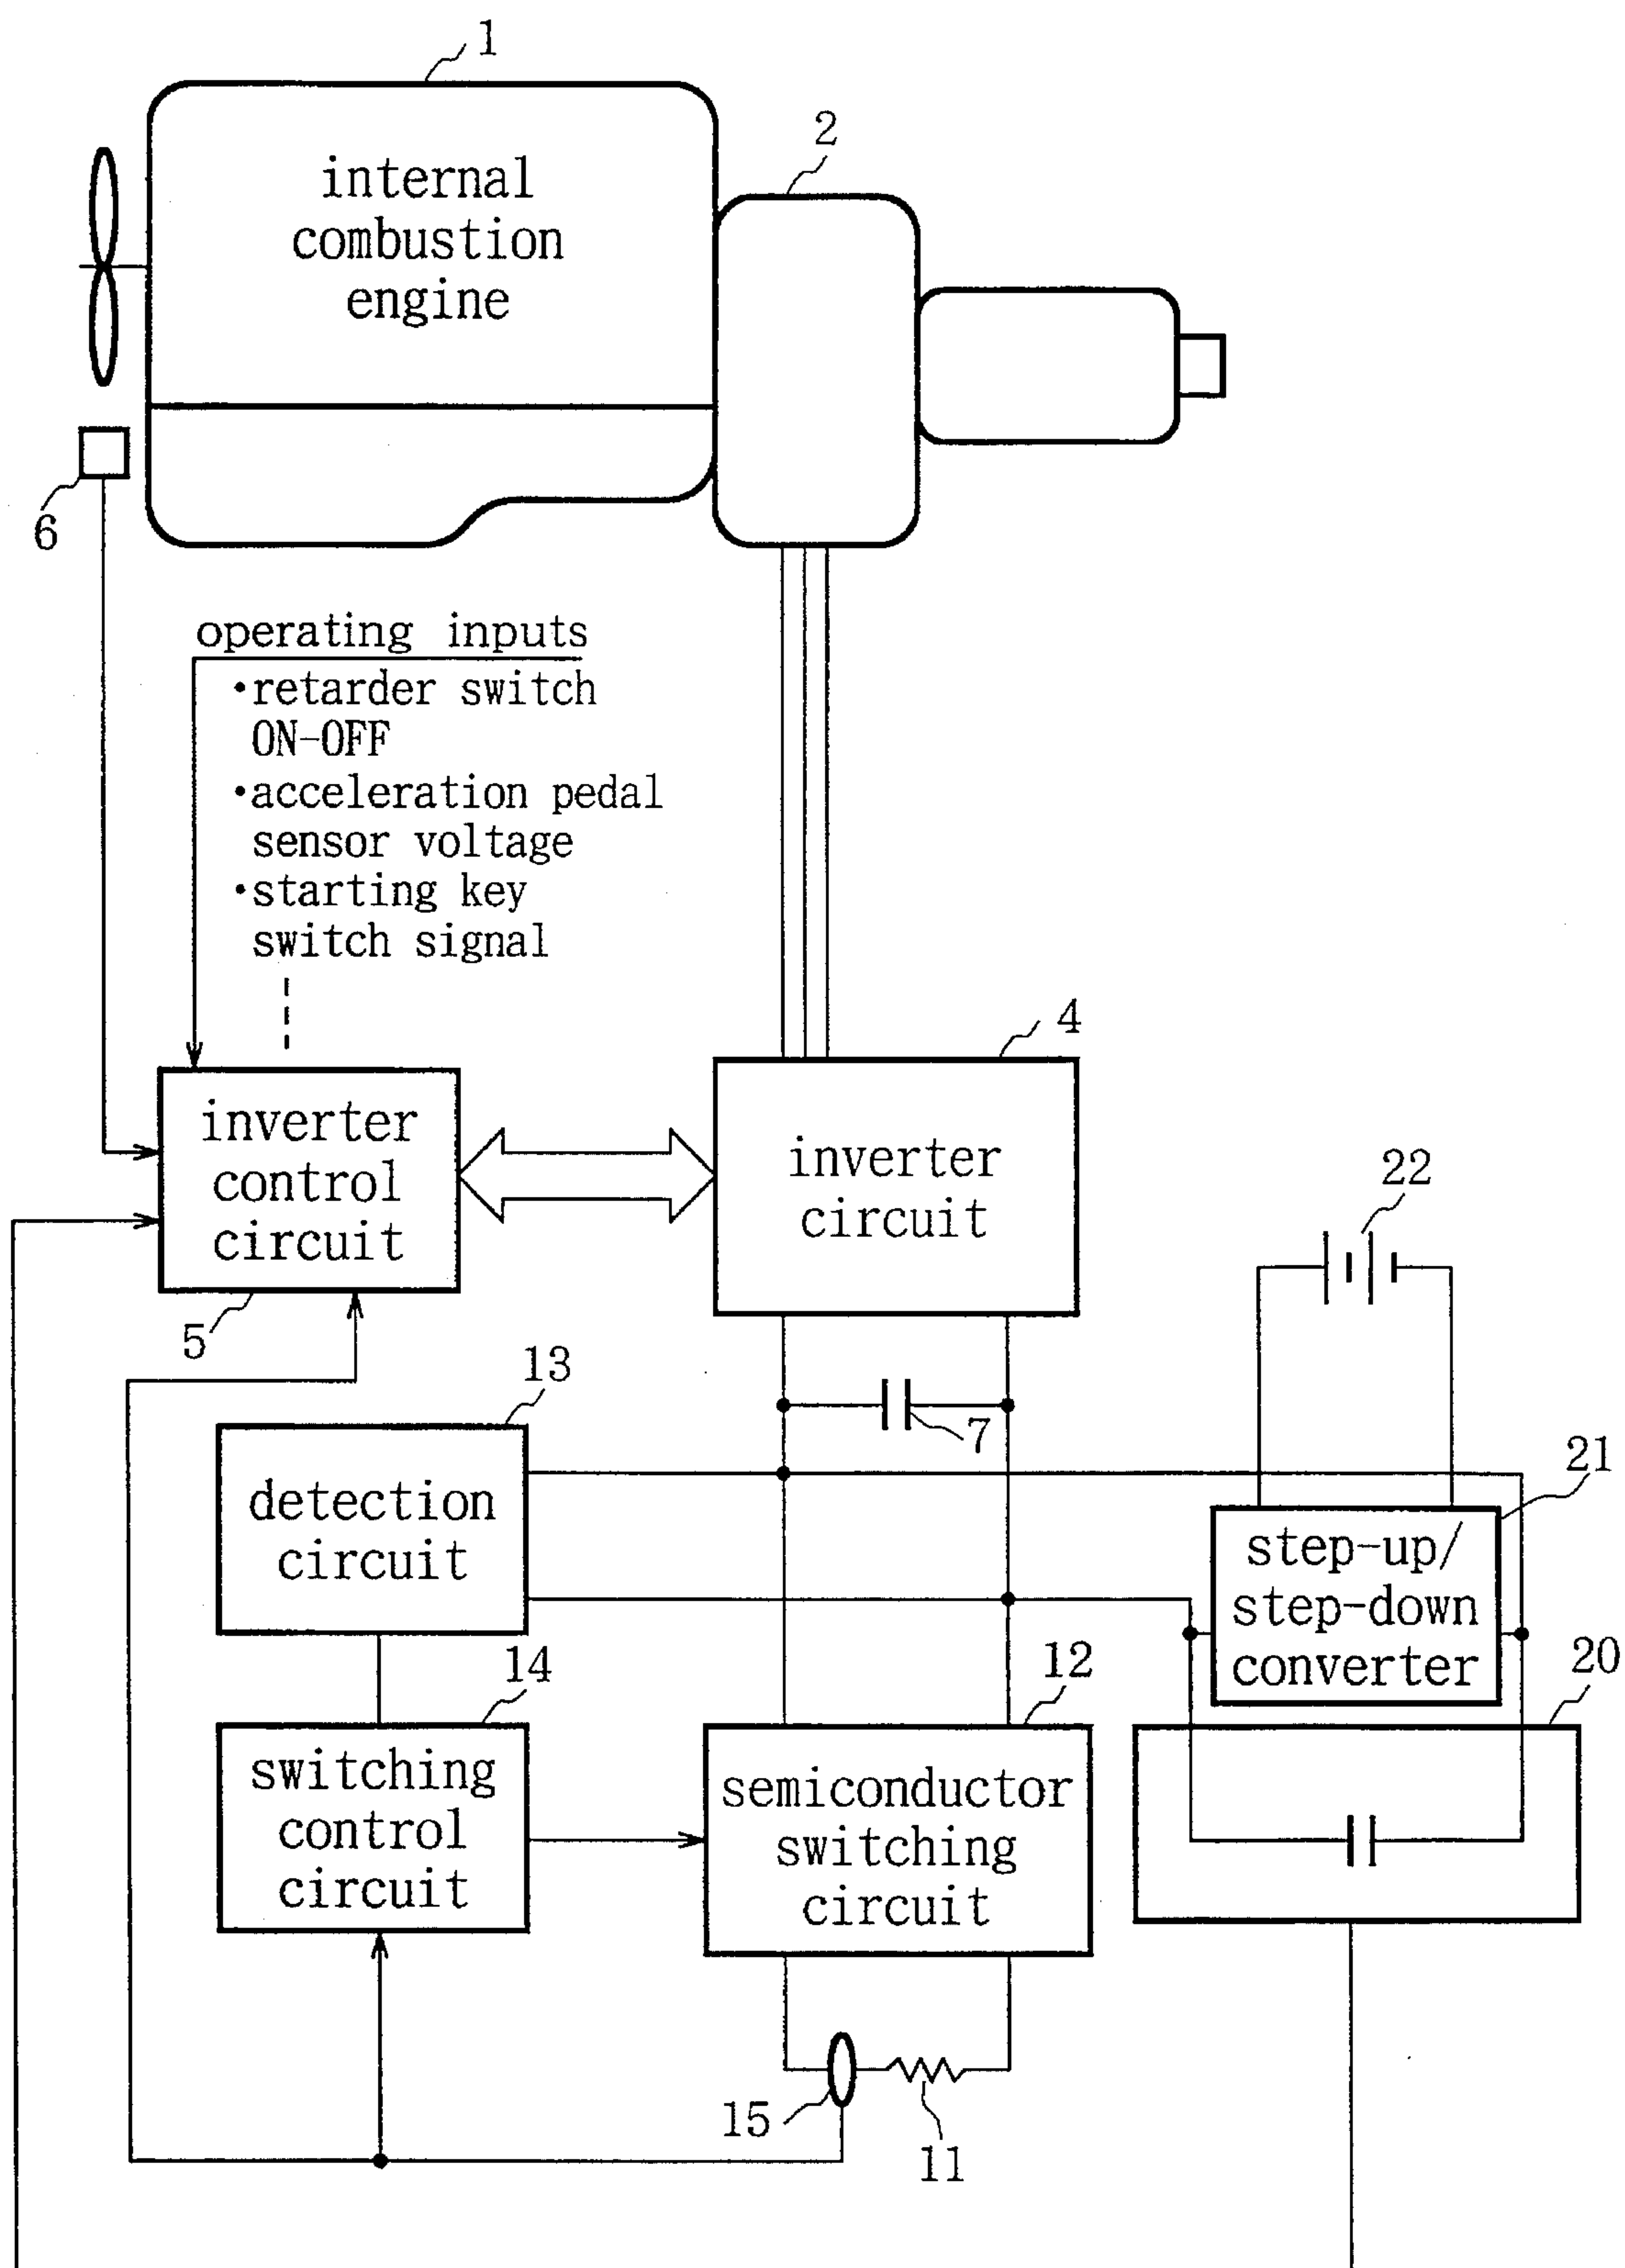 1
2
internal
combustion
engine
6
operating inputs
・retarder switch
ON-OFF
・acceleration pedal
sensor voltage
・starting key
switch signal
4
inverter
control
circuit
inverter
circuit
22
5
13
7
21
detection
circuit
step-up/
step-down
converter
14
12
20
switching
control
circuit
semiconductor
switching
circuit
15
11